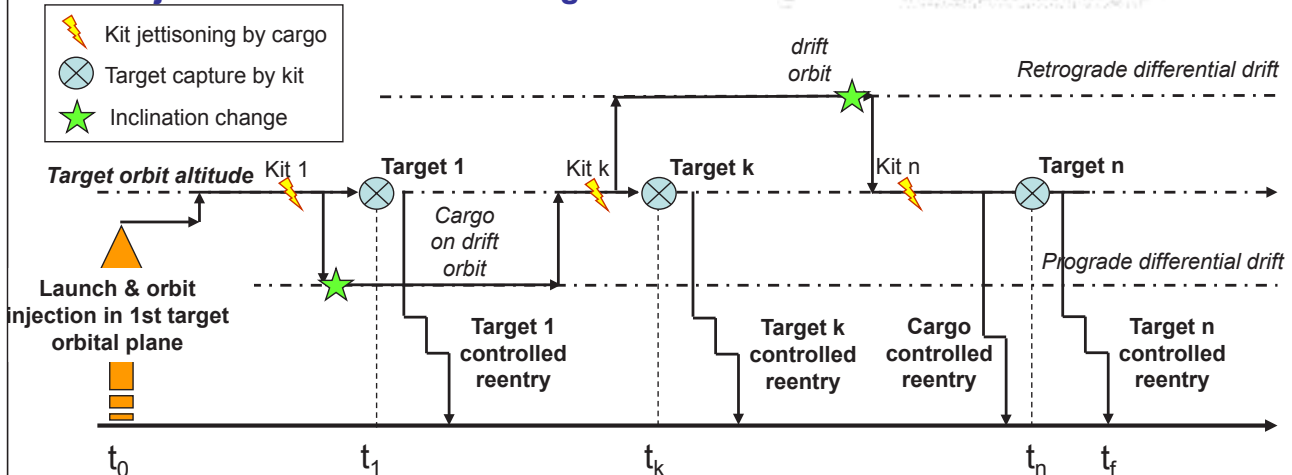 Kit jettisoning by cargo
Target capture by kit
Inclination change
drift
orbit
Retrograde differential drift
Target orbit altitude
Kit 1
Target 1
Kit k
Target k
Kit n
Target n
Cargo
on drift
orbit
Prograde differential drift
Launch & orbit
injection in 1st target
orbital plane
Target 1
controlled
reentry
Target k
controlled
reentry
Cargo
controlled
reentry
Target n
controlled
reentry
t0
t1
tk
tn
tf